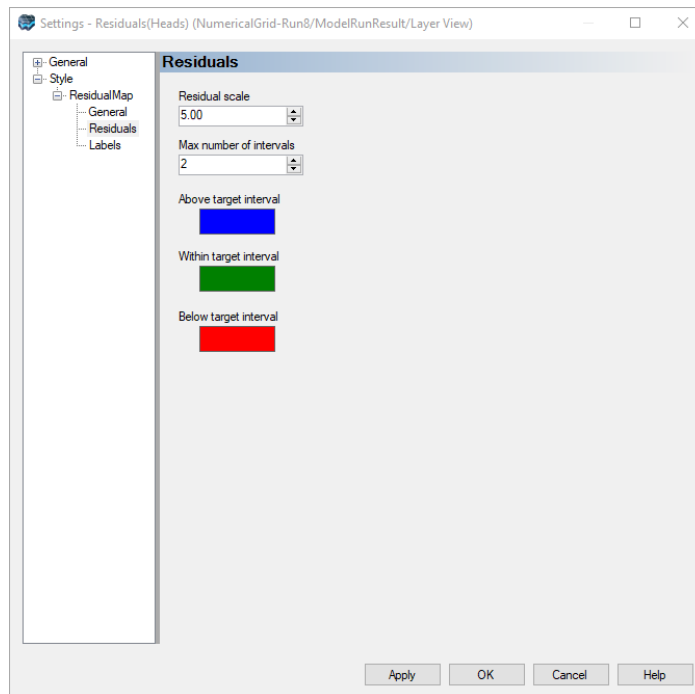 Settings - Residuals(Heads) (NumericalGrid-Run8/ModelRunResult/Layer View)
General
Style
ResidualMap
General
Residuals
Labels
Residuals
Residual scale
5.00
Max number of intervals
2
Above target interval
Within target interval
Below target interval
Apply OK Cancel Help